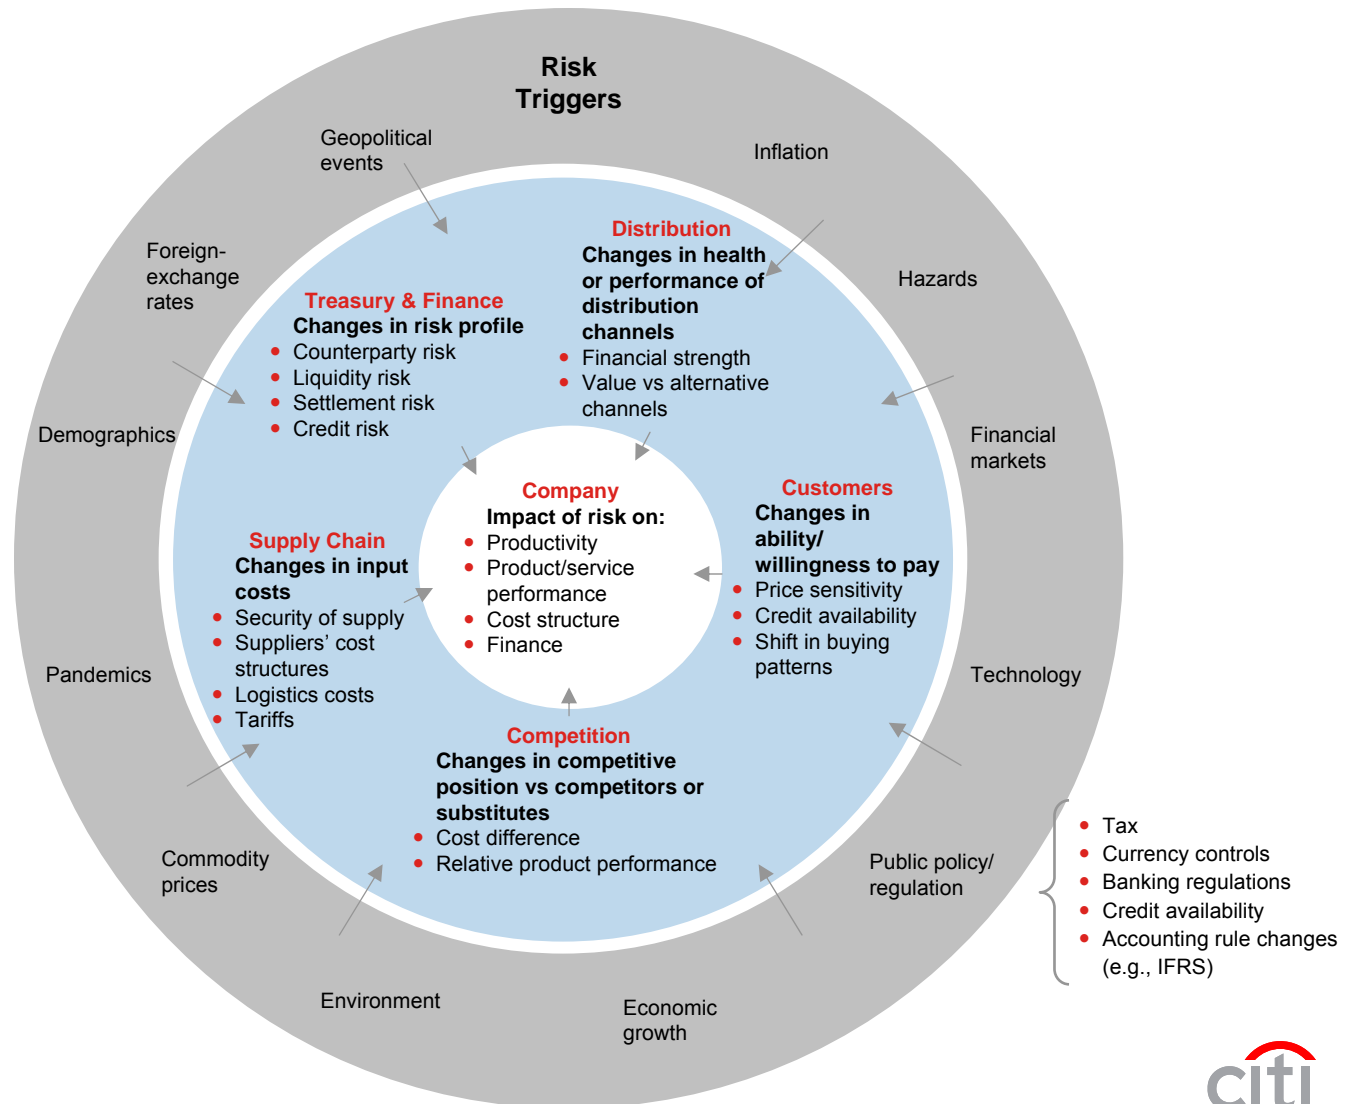 Risk
Triggers
Geopolitical
events
Inflation
Foreign-
exchange
rates
Hazards
Demographics
Financial
markets
Pandemics
Technology
Commodity
prices
Public policy/
regulation
Environment
Economic
growth
Treasury & Finance
Changes in risk profile
• Counterparty risk
• Liquidity risk
• Settlement risk
• Credit risk
Distribution
Changes in health
or performance of
distribution
channels
• Financial strength
• Value vs alternative
channels
Company
Impact of risk on:
• Productivity
• Product/service
performance
• Cost structure
• Finance
Customers
Changes in
ability/
willingness to pay
• Price sensitivity
• Credit availability
• Shift in buying
patterns
Supply Chain
Changes in input
costs
• Security of supply
• Suppliers’ cost
structures
• Logistics costs
• Tariffs
Competition
Changes in competitive
position vs competitors or
substitutes
• Cost difference
• Relative product performance
• Tax
• Currency controls
• Banking regulations
• Credit availability
• Accounting rule changes
(e.g., IFRS)
citi